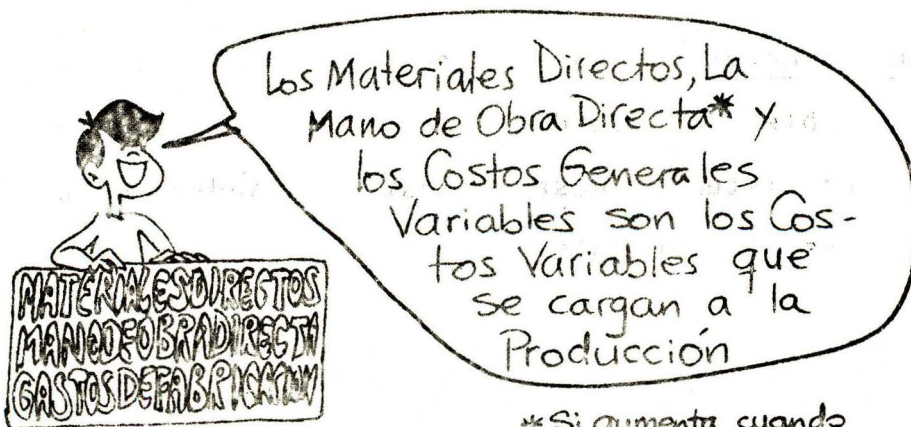 Los Materiales Directos, La
Mano de Obra Directa* y
los Costos Generales
Variables son los Cos-
tos Variables que
se cargan a la
Producción
MATERIALES DIRECTOS
MANO DE OBRA DIRECTA
GASTOS DE FABRICACION
*Si aumenta cuando